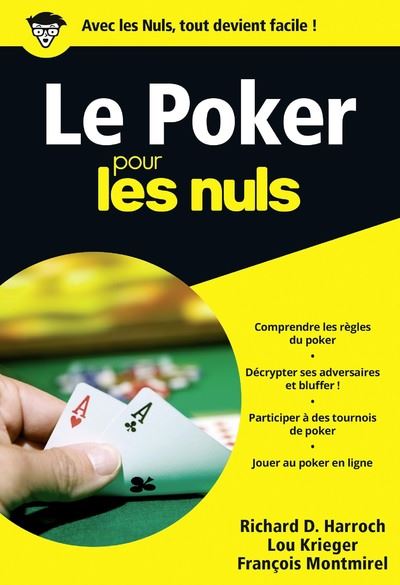 Avec les Nuls, tout devient facile !
Le Poker
pour
les nuls
Comprendre les règles
du poker
•
Décrypter ses adversaires
et bluffer !
•
Participer à des tournois
de poker
•
Jouer au poker en ligne
A
A
Richard D. Harroch
Lou Krieger
François Montmirel